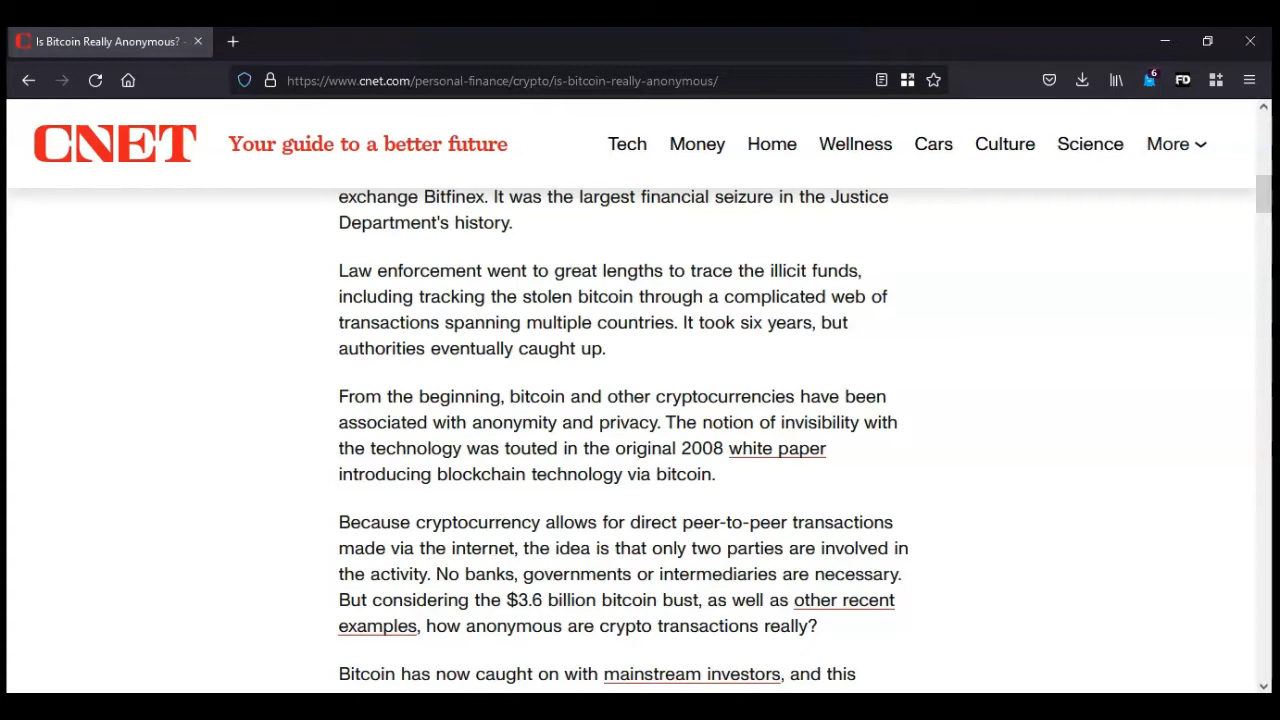 Is Bitcoin Really Anonymous? -
https://www.cnet.com/personal-finance/crypto/is-bitcoin-really-anonymous/
6
FD
CNET
Your guide to a better future
Tech Money Home Wellness Cars Culture Science More
exchange Bitfinex. It was the largest financial seizure in the Justice
Department's history.
Law enforcement went to great lengths to trace the illicit funds,
including tracking the stolen bitcoin through a complicated web of
transactions spanning multiple countries. It took six years, but
authorities eventually caught up.
From the beginning, bitcoin and other cryptocurrencies have been
associated with anonymity and privacy. The notion of invisibility with
the technology was touted in the original 2008 white paper
introducing blockchain technology via bitcoin.
Because cryptocurrency allows for direct peer-to-peer transactions
made via the internet, the idea is that only two parties are involved in
the activity. No banks, governments or intermediaries are necessary.
But considering the $3.6 billion bitcoin bust, as well as other recent
examples, how anonymous are crypto transactions really?
Bitcoin has now caught on with mainstream investors, and this